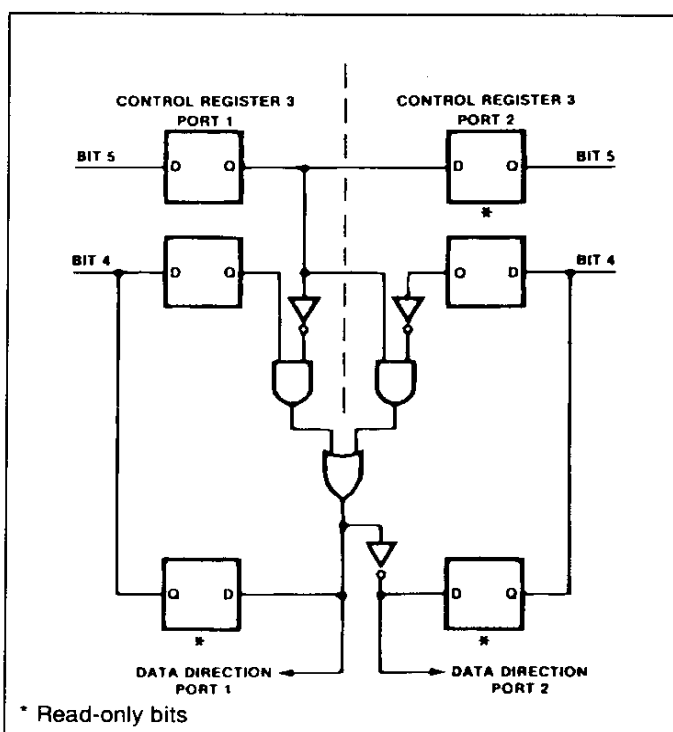 CONTROL REGISTER 3
PORT 1
CONTROL REGISTER 3
PORT 2
BIT 5
D Q
D Q
BIT 5
*
BIT 4
D Q
Q D
BIT 4
Q D
D Q
*
*
DATA DIRECTION
PORT 1
DATA DIRECTION
PORT 2
* Read-only bits